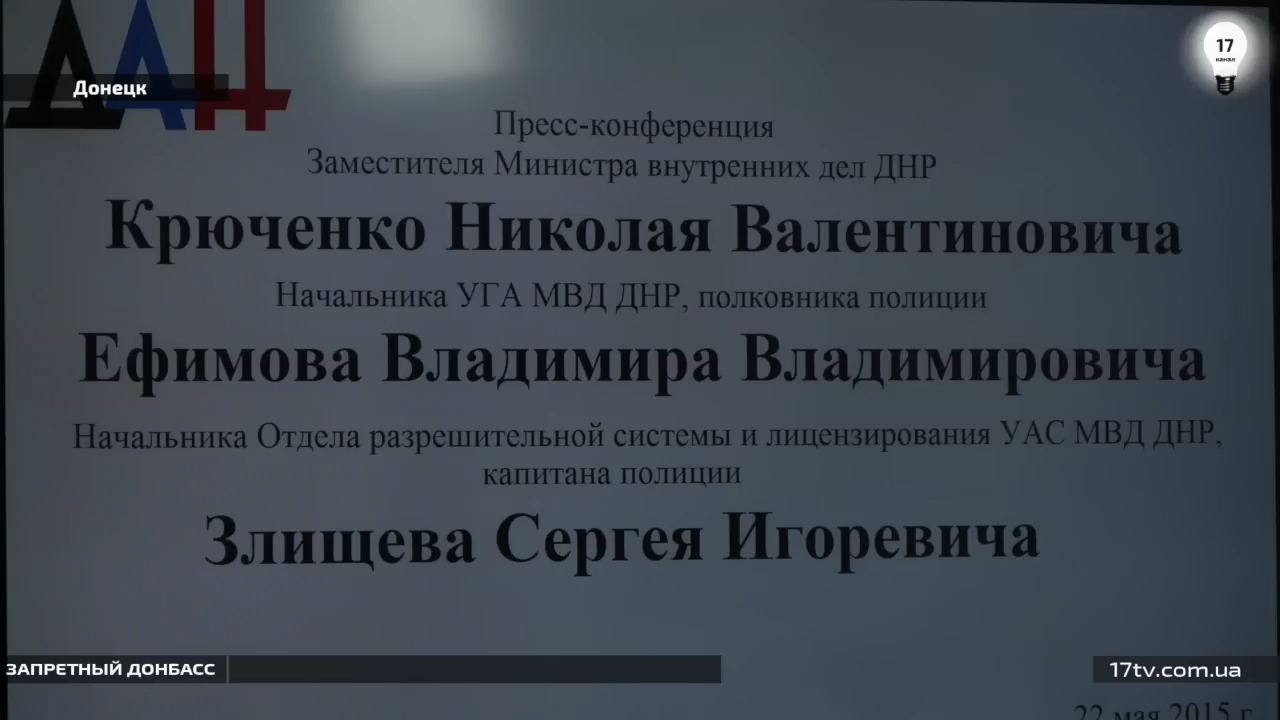 ДАН
Донецк
17
канал
Пресс-конференция
Заместителя Министра внутренних дел ДНР
Крюченко Николая Валентиновича
Начальника УГА МВД ДНР, полковника полиции
Ефимова Владимира Владимировича
Начальника Отдела разрешительной системы и лицензирования УАС МВД ДНР,
капитана полиции
Злищева Сергея Игоревича
ЗАПРЕТНЫЙ ДОНБАСС
17tv.com.ua
22 мая 2015 г.